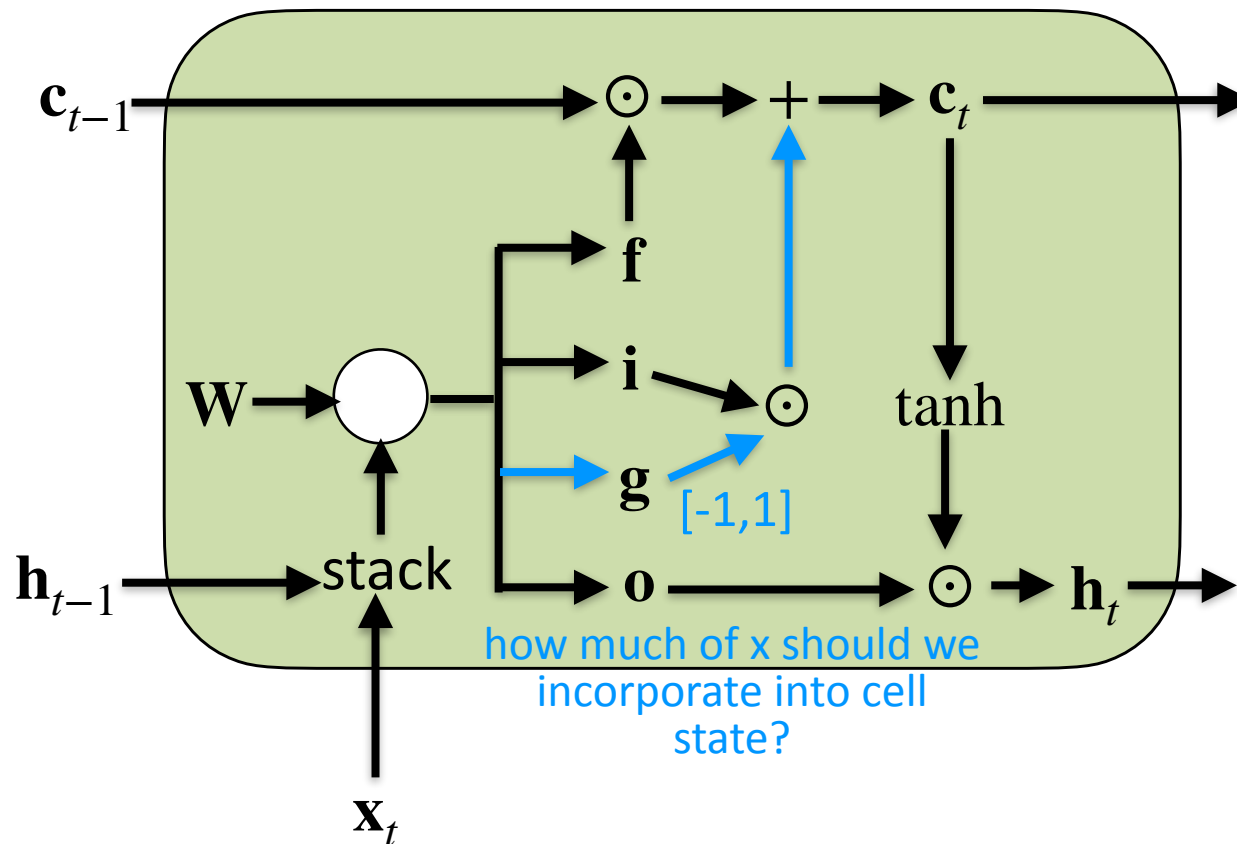 c_{t−1} ⊙ + c_t
f
i
W ⊙ tanh
g
[-1,1]
h_{t−1} stack o ⊙ h_t
how much of x should we
incorporate into cell
state?
x_t